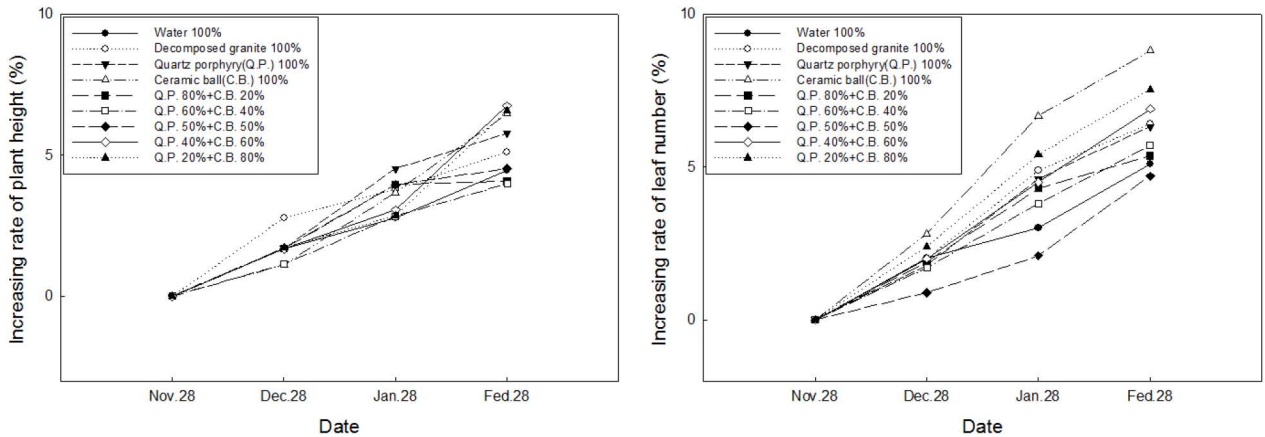 10
5
0
Increasing rate of plant height (%)
Water 100%
Decomposed granite 100%
Quartz porphyry(Q.P.) 100%
Ceramic ball(C.B.) 100%
Q.P. 80%+C.B. 20%
Q.P. 60%+C.B. 40%
Q.P. 50%+C.B. 50%
Q.P. 40%+C.B. 60%
Q.P. 20%+C.B. 80%
Nov.28 Dec.28 Jan.28 Fed.28
Date
10
5
0
Increasing rate of leaf number (%)
Water 100%
Decomposed granite 100%
Quartz porphyry(Q.P.) 100%
Ceramic ball(C.B.) 100%
Q.P. 80%+C.B. 20%
Q.P. 60%+C.B. 40%
Q.P. 50%+C.B. 50%
Q.P. 40%+C.B. 60%
Q.P. 20%+C.B. 80%
Nov.28 Dec.28 Jan.28 Fed.28
Date